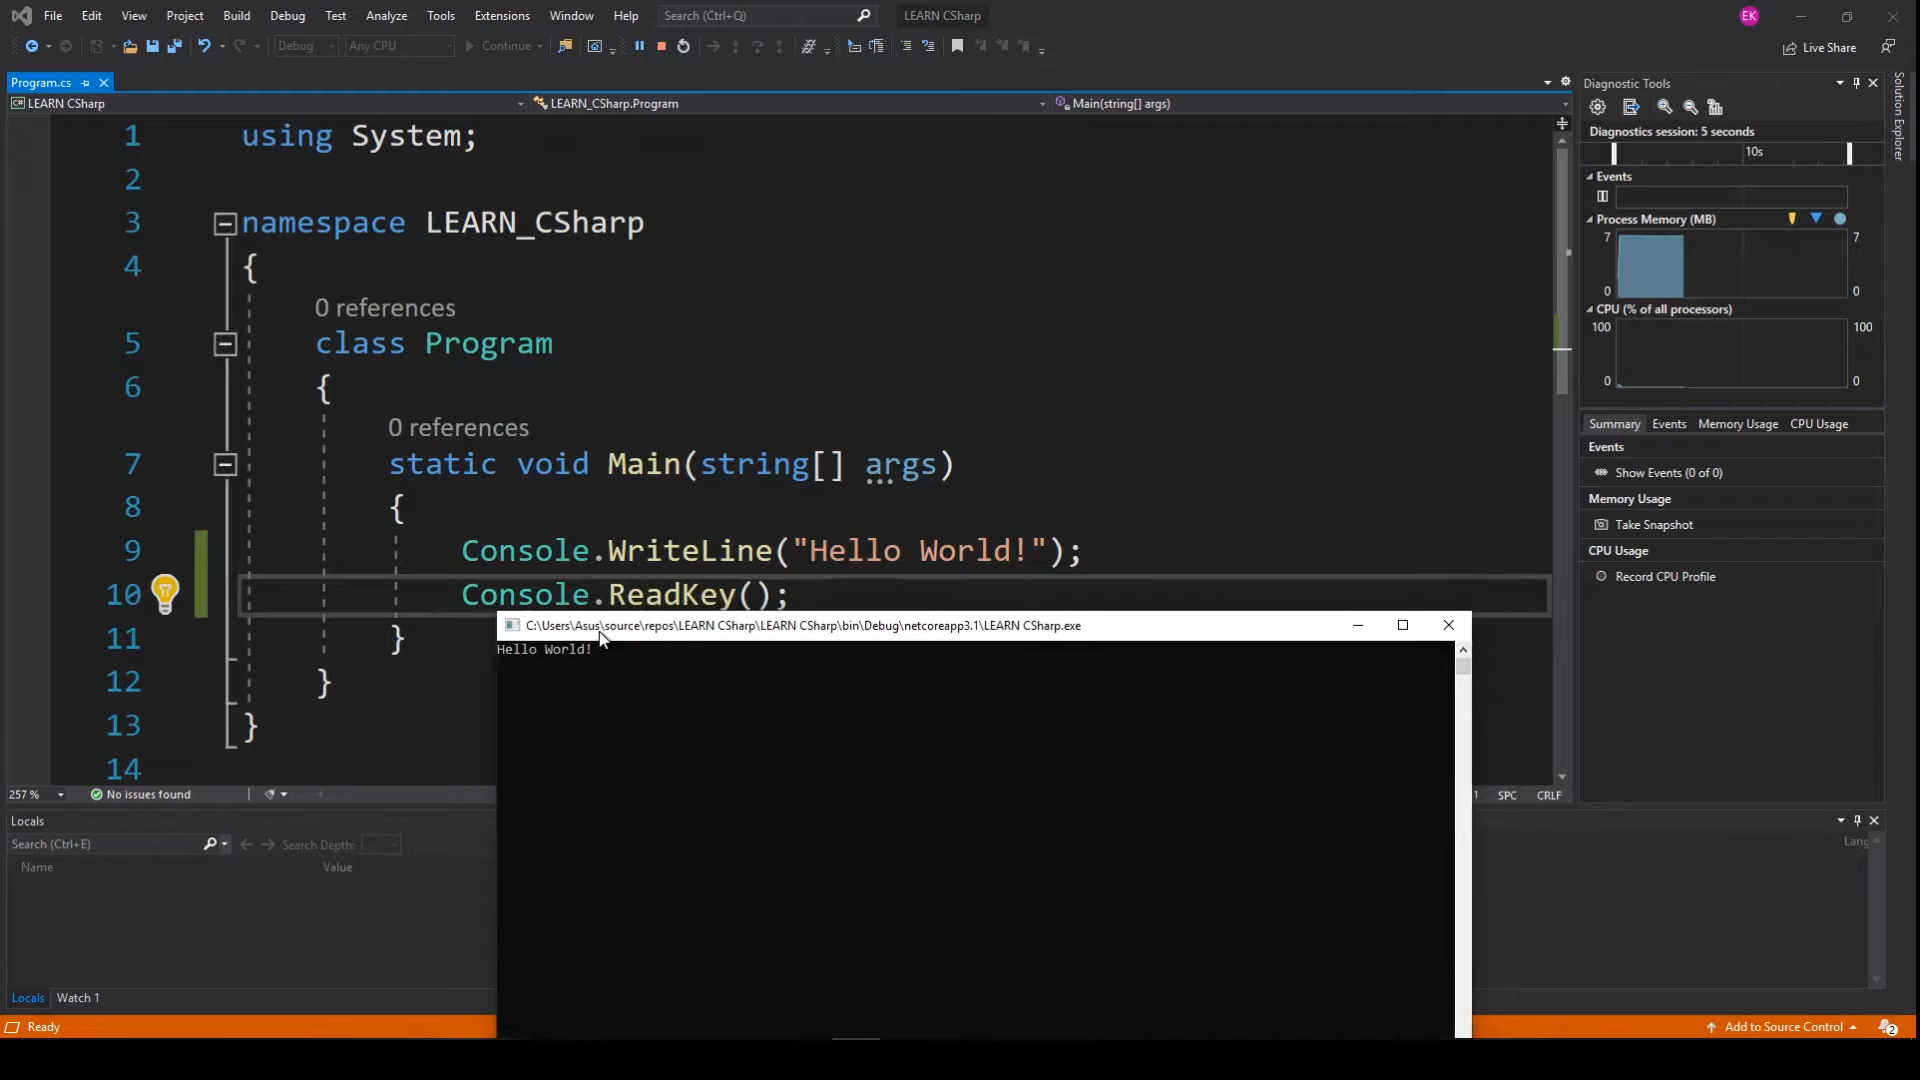 File Edit View Project Build Debug Test Analyze Tools Extensions Window Help Search (Ctrl+Q) LEARN CSharp EK
Debug Any CPU Continue Live Share
Program.cs
LEARN CSharp LEARN_CSharp.Program Main(string[] args)
1 using System;
2
3 namespace LEARN_CSharp
4 {
0 references
5 class Program
6 {
0 references
7 static void Main(string[] args)
8 {
9 Console.WriteLine("Hello World!");
10 Console.ReadKey();
11 }
12 }
13 }
14
257 % No issues found
SPC CRLF
C:\Users\Asus\source\repos\LEARN CSharp\LEARN CSharp\bin\Debug\netcoreapp3.1\LEARN CSharp.exe
Hello World!
Diagnostic Tools
Diagnostics session: 5 seconds
10s
Events
Process Memory (MB)
7 7
0 0
CPU (% of all processors)
100 100
0 0
Summary Events Memory Usage CPU Usage
Events
Show Events (0 of 0)
Memory Usage
Take Snapshot
CPU Usage
Record CPU Profile
Solution Explorer
Locals
Search (Ctrl+E) Search Depth:
Name Value
Lang
Locals Watch 1
Ready Add to Source Control 2